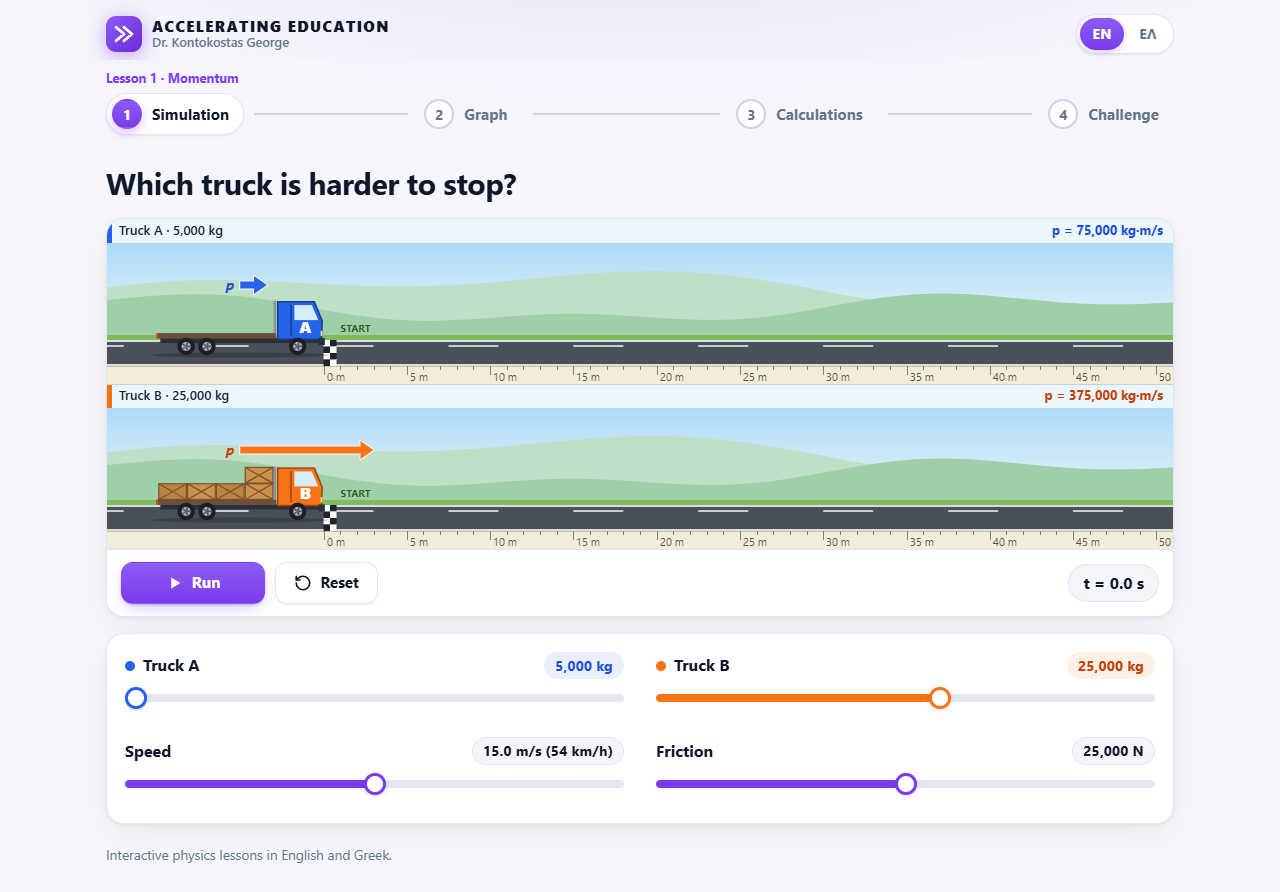 ACCELERATING EDUCATION
Dr. Kontokostas George
EN ΕΛ
Lesson 1 · Momentum
1 Simulation 2 Graph 3 Calculations 4 Challenge
Which truck is harder to stop?
Truck A · 5,000 kg p = 75,000 kg·m/s
p
A
START
0 m 5 m 10 m 15 m 20 m 25 m 30 m 35 m 40 m 45 m 50
Truck B · 25,000 kg p = 375,000 kg·m/s
p
B
START
0 m 5 m 10 m 15 m 20 m 25 m 30 m 35 m 40 m 45 m 50
Run Reset t = 0.0 s
Truck A 5,000 kg Truck B 25,000 kg
Speed 15.0 m/s (54 km/h) Friction 25,000 N
Interactive physics lessons in English and Greek.